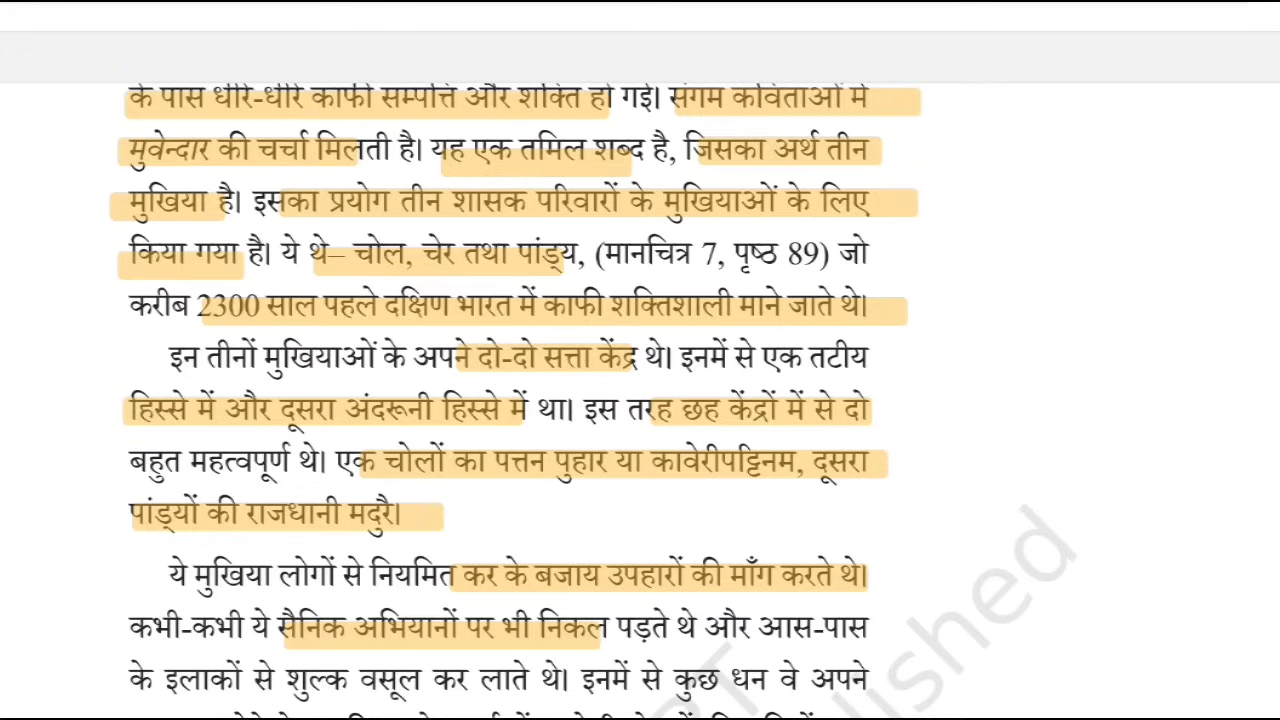 के पास धीरे-धीरे काफी सम्पत्ति और शक्ति हो गई। संगम कविताओं में
मुवेन्दार की चर्चा मिलती है। यह एक तमिल शब्द है, जिसका अर्थ तीन
मुखिया है। इसका प्रयोग तीन शासक परिवारों के मुखियाओं के लिए
किया गया है। ये थे– चोल, चेर तथा पांड्य, (मानचित्र 7, पृष्ठ 89) जो
करीब 2300 साल पहले दक्षिण भारत में काफी शक्तिशाली माने जाते थे।
इन तीनों मुखियाओं के अपने दो-दो सत्ता केंद्र थे। इनमें से एक तटीय
हिस्से में और दूसरा अंदरूनी हिस्से में था। इस तरह छह केंद्रों में से दो
बहुत महत्वपूर्ण थे। एक चोलों का पत्तन पुहार या कावेरीपट्टिनम, दूसरा
पांड्यों की राजधानी मदुरै।
ये मुखिया लोगों से नियमित कर के बजाय उपहारों की माँग करते थे।
कभी-कभी ये सैनिक अभियानों पर भी निकल पड़ते थे और आस-पास
के इलाकों से शुल्क वसूल कर लाते थे। इनमें से कुछ धन वे अपने